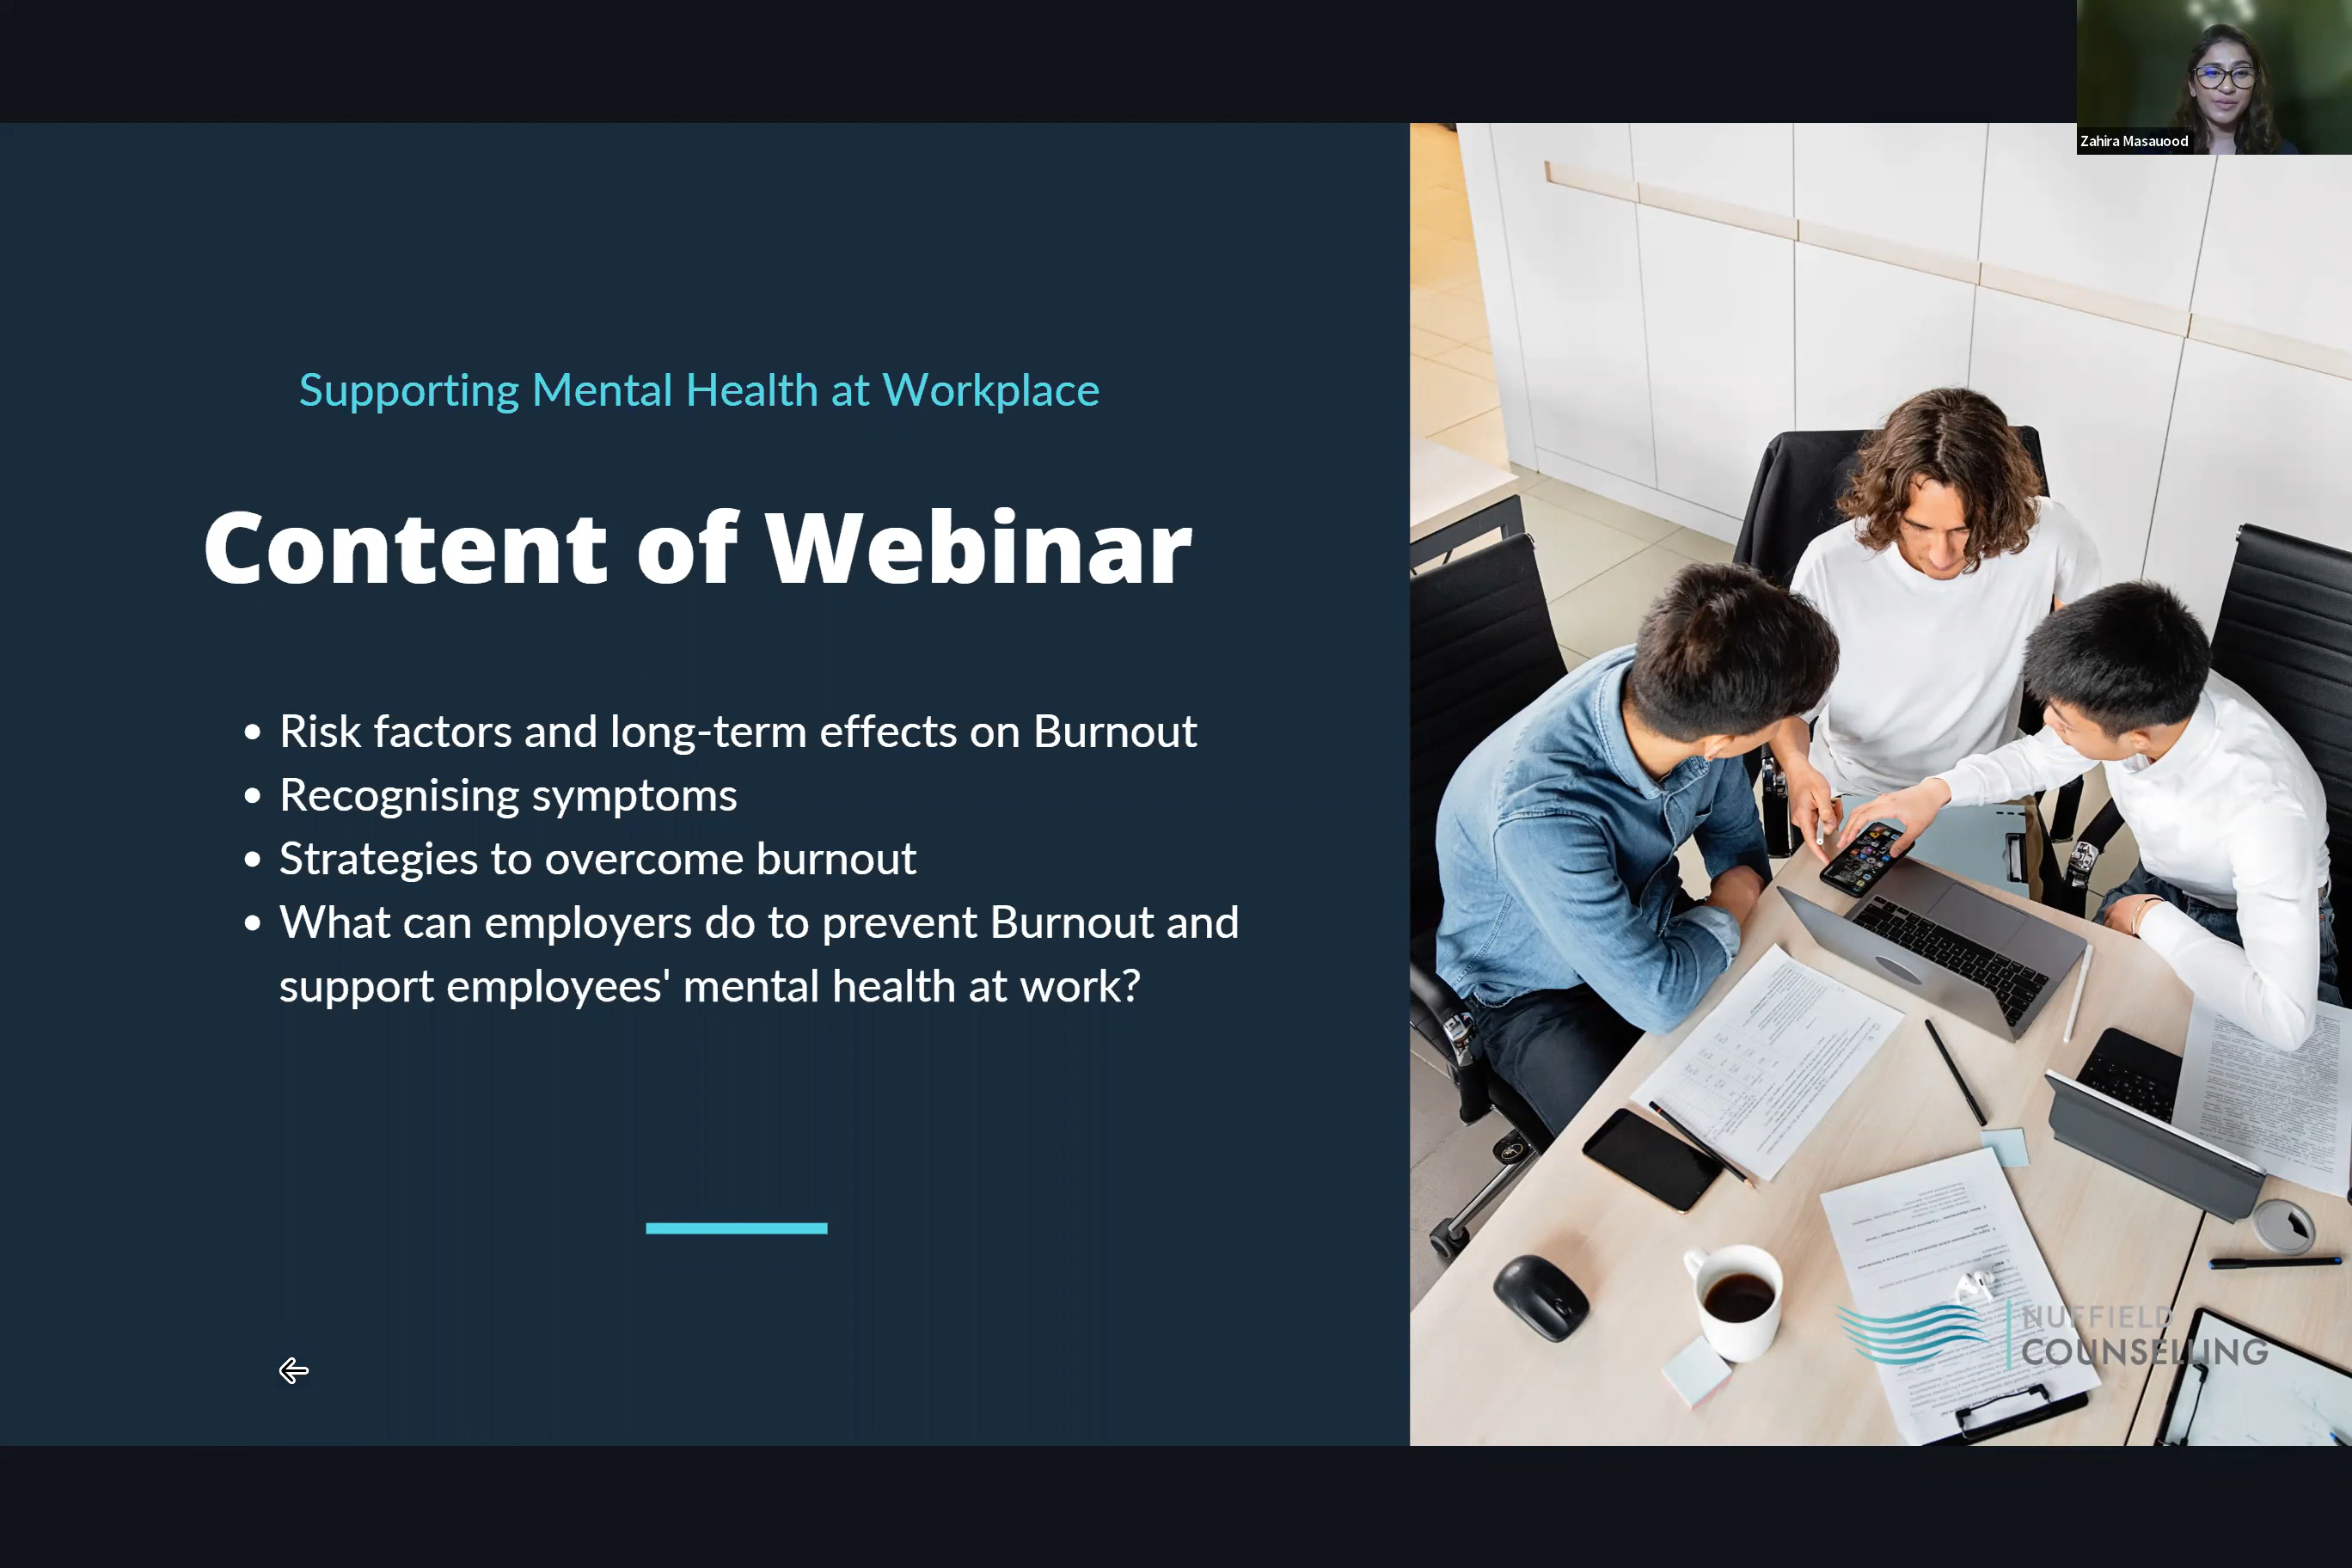 Zahira Masauood
Supporting Mental Health at Workplace
Content of Webinar
• Risk factors and long-term effects on Burnout
• Recognising symptoms
• Strategies to overcome burnout
• What can employers do to prevent Burnout and
support employees' mental health at work?
NUFFIELD
COUNSELLING